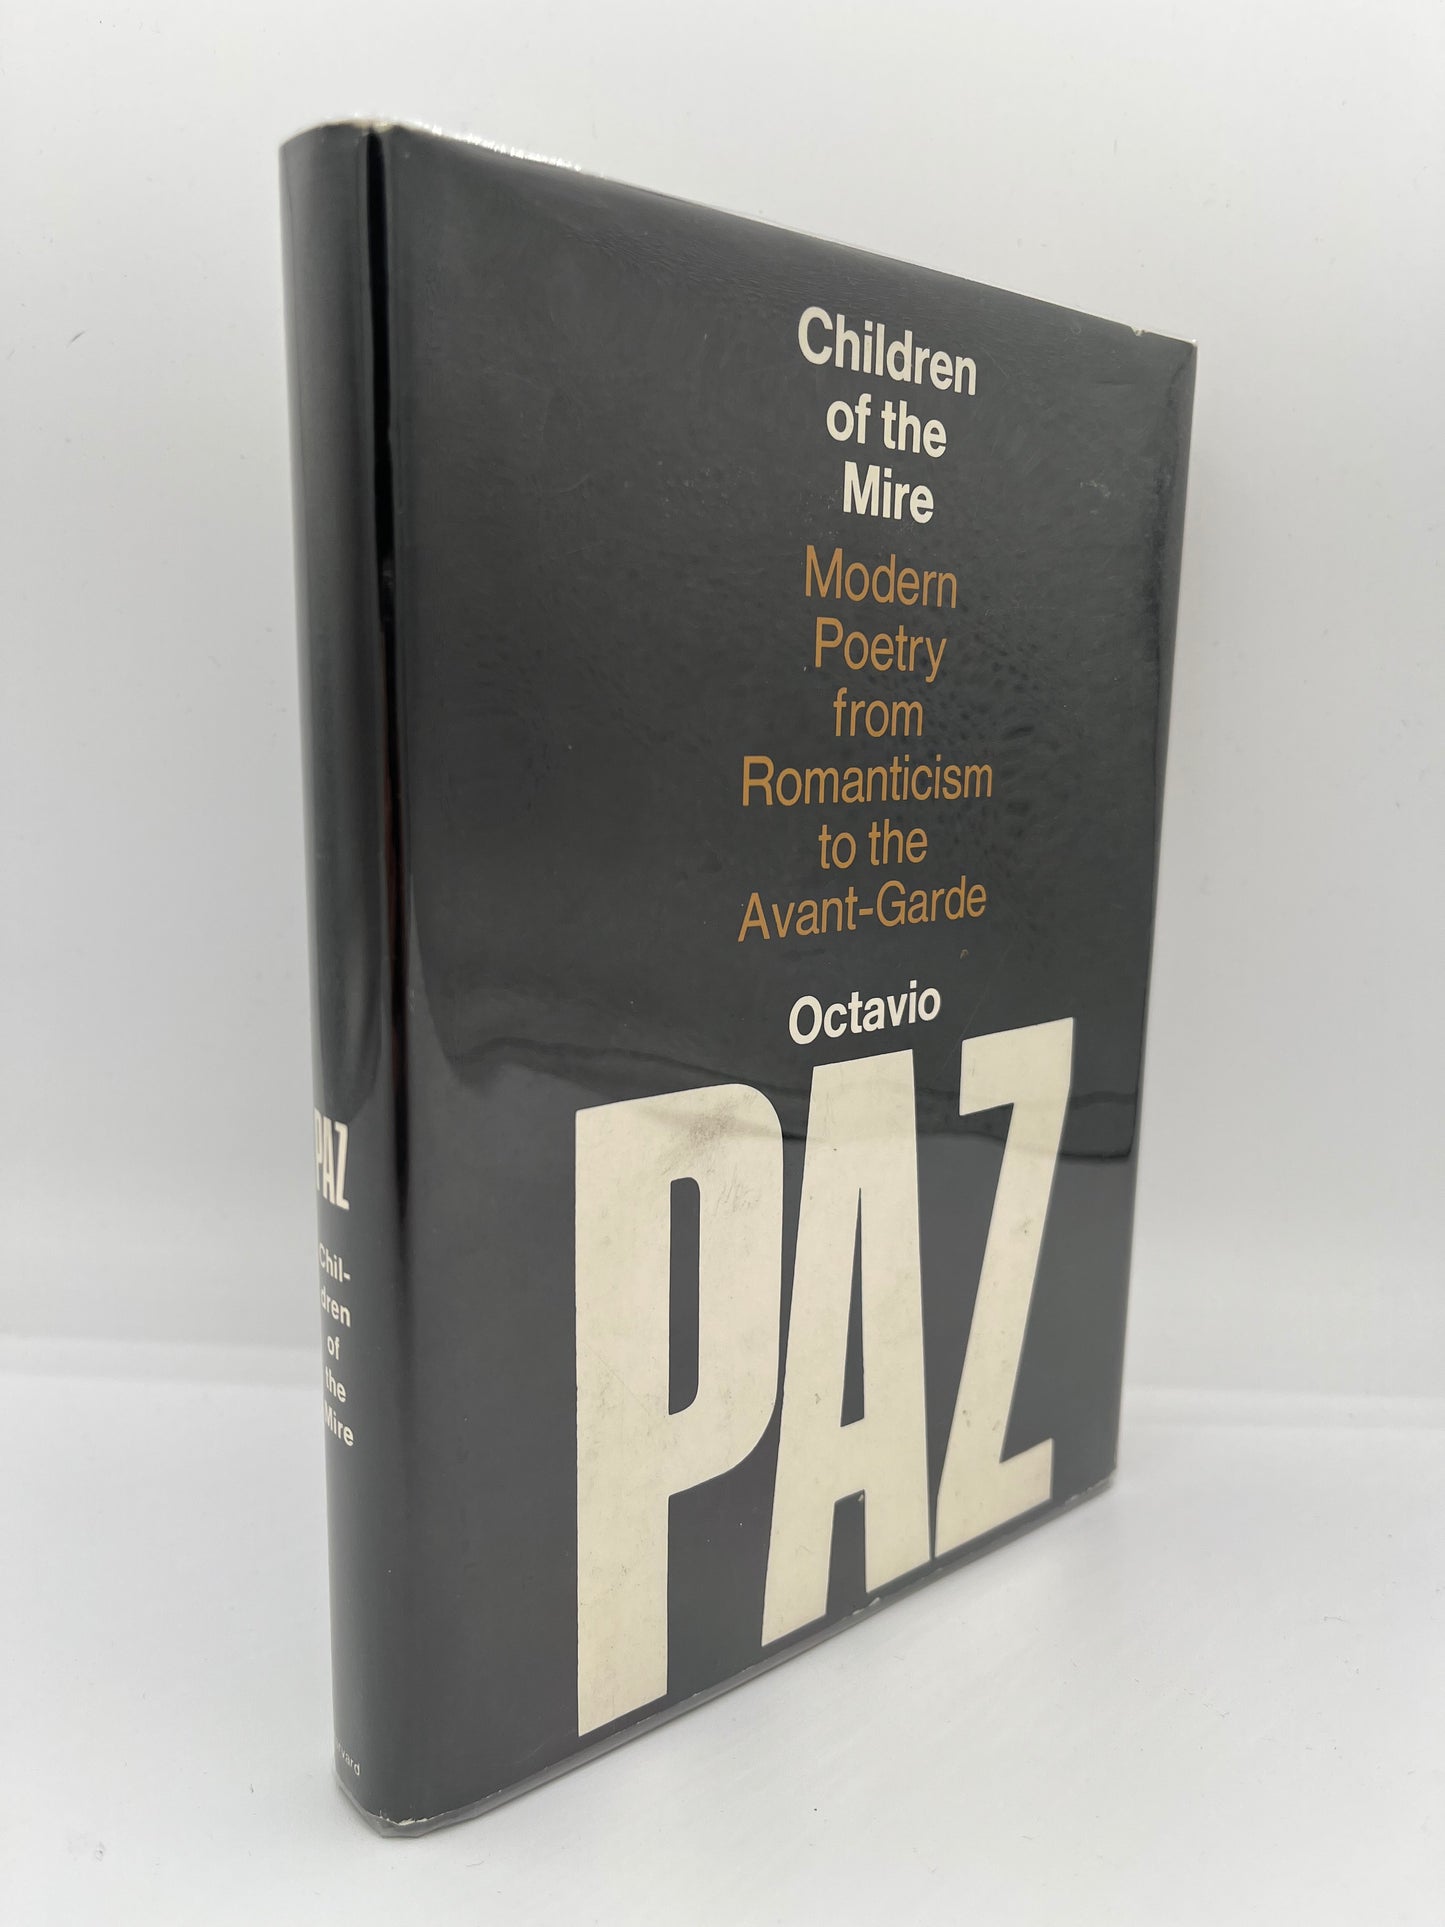 Children
of the
Mire
Modern
Poetry
from
Romanticism
to the
Avant-Garde
Octavio
PAZ
PAZ
Chil-
dren
of
the
Mire